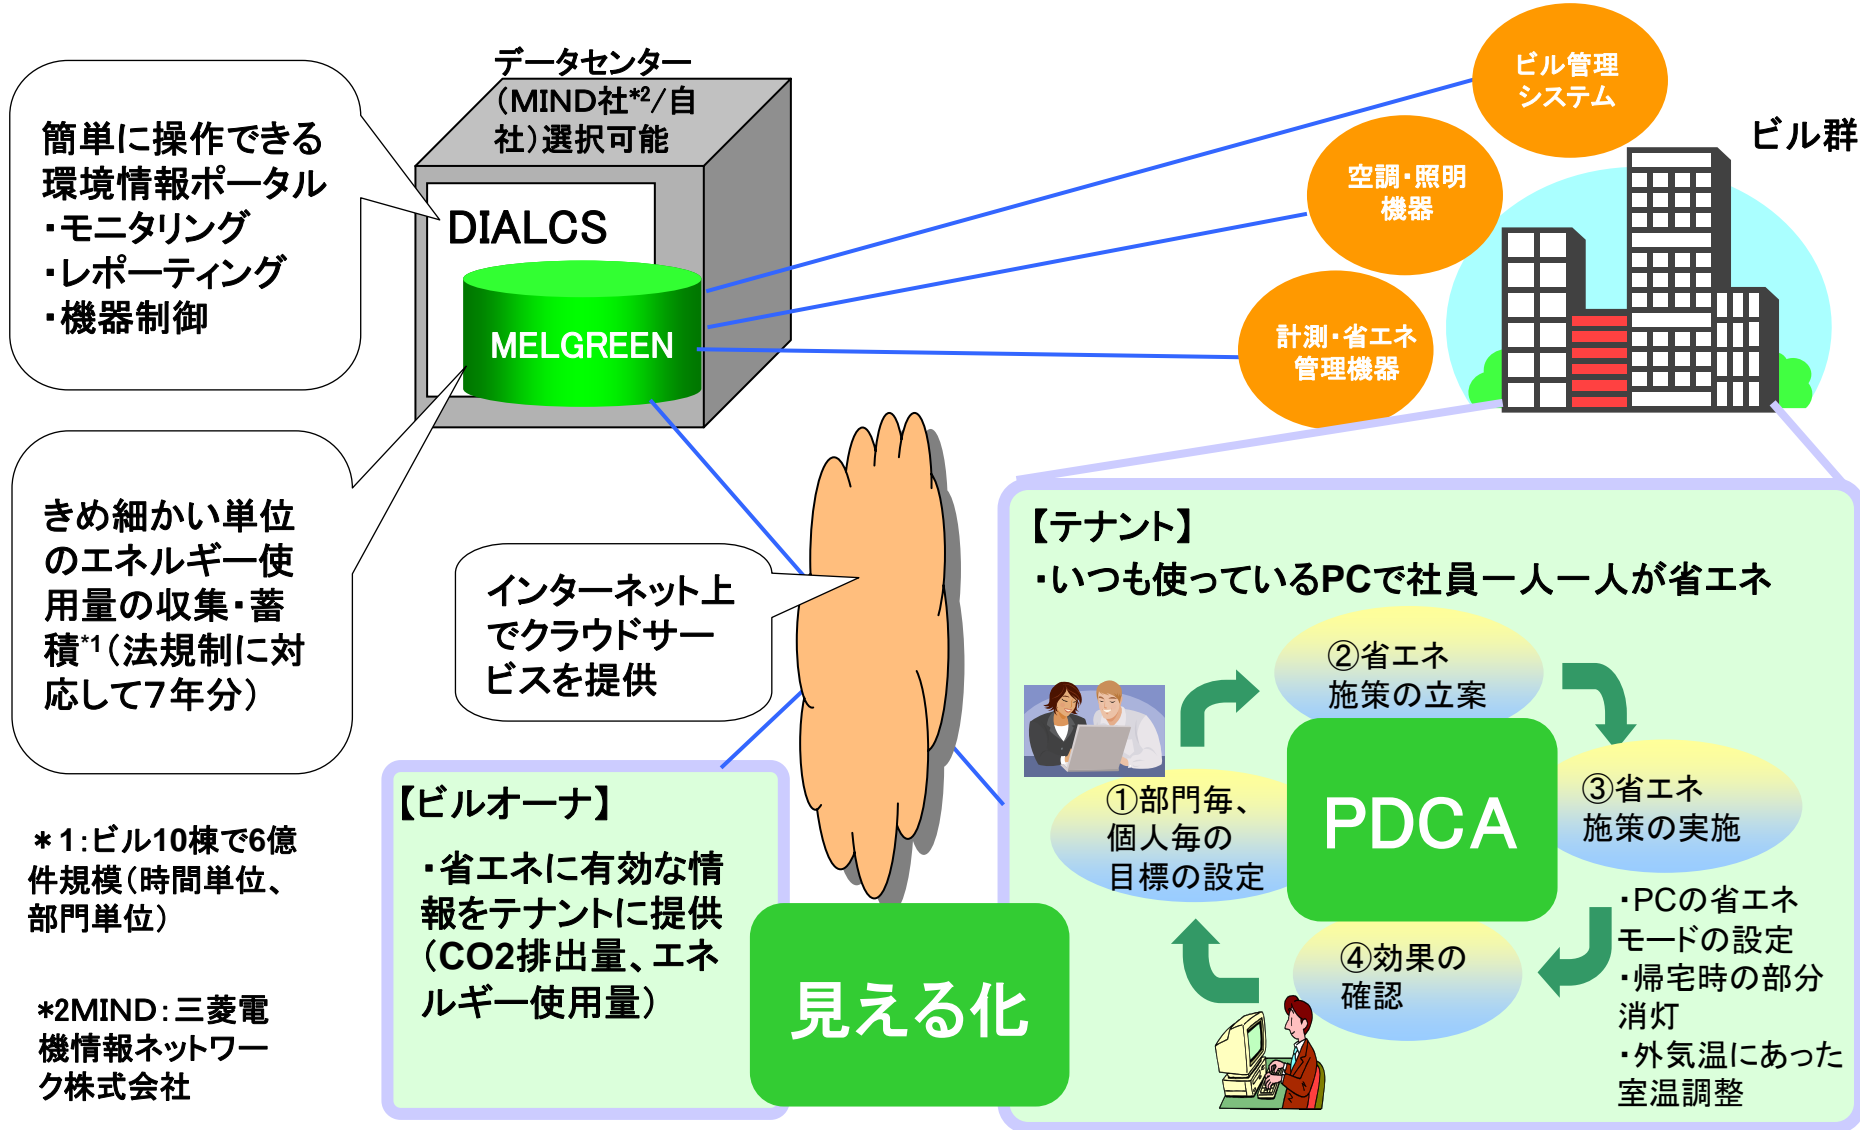 データセンター
（MIND社*2/自
社）選択可能
簡単に操作できる
環境情報ポータル
・モニタリング
・レポーティング
・機器制御
DIALCS
MELGREEN
ビル管理
システム
空調・照明
機器
計測・省エネ
管理機器
ビル群
きめ細かい単位
のエネルギー使
用量の収集・蓄
積*1（法規制に対
応して7年分）
インターネット上
でクラウドサー
ビスを提供
【テナント】
・いつも使っているPCで社員一人一人が省エネ
②省エネ
施策の立案
①部門毎、
個人毎の
目標の設定
PDCA
③省エネ
施策の実施
④効果の
確認
・PCの省エネ
モードの設定
・帰宅時の部分
消灯
・外気温にあった
室温調整
【ビルオーナ】
・省エネに有効な情
報をテナントに提供
（CO2排出量、エネ
ルギー使用量）
見える化
＊1：ビル10棟で6億
件規模（時間単位、
部門単位）
*2MIND：三菱電
機情報ネットワー
ク株式会社